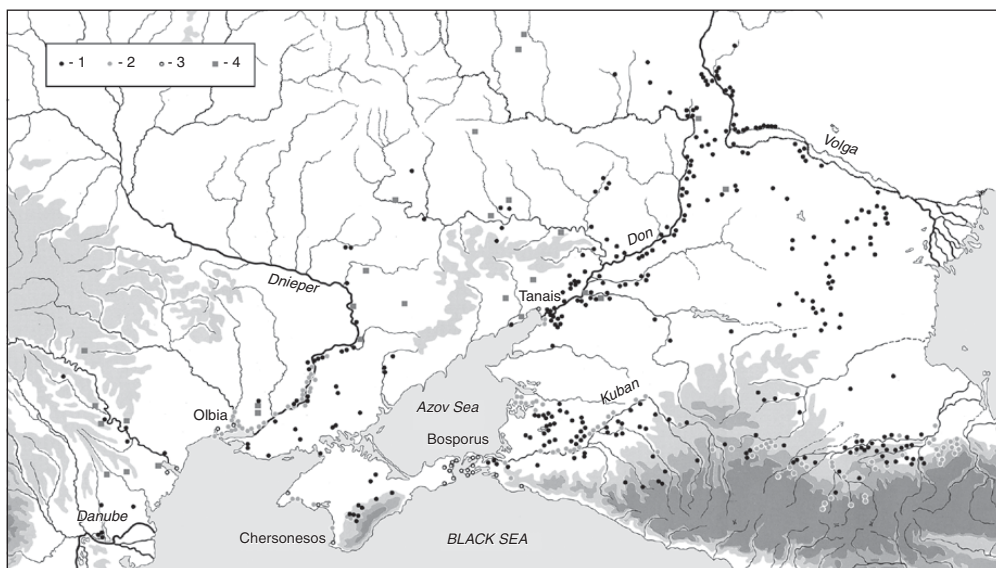 - 1 - 2 - 3 - 4
Volga
Don
Dnieper
Tanais
Kuban
Olbia
Azov Sea
Bosporus
Danube
Chersonesos
BLACK SEA